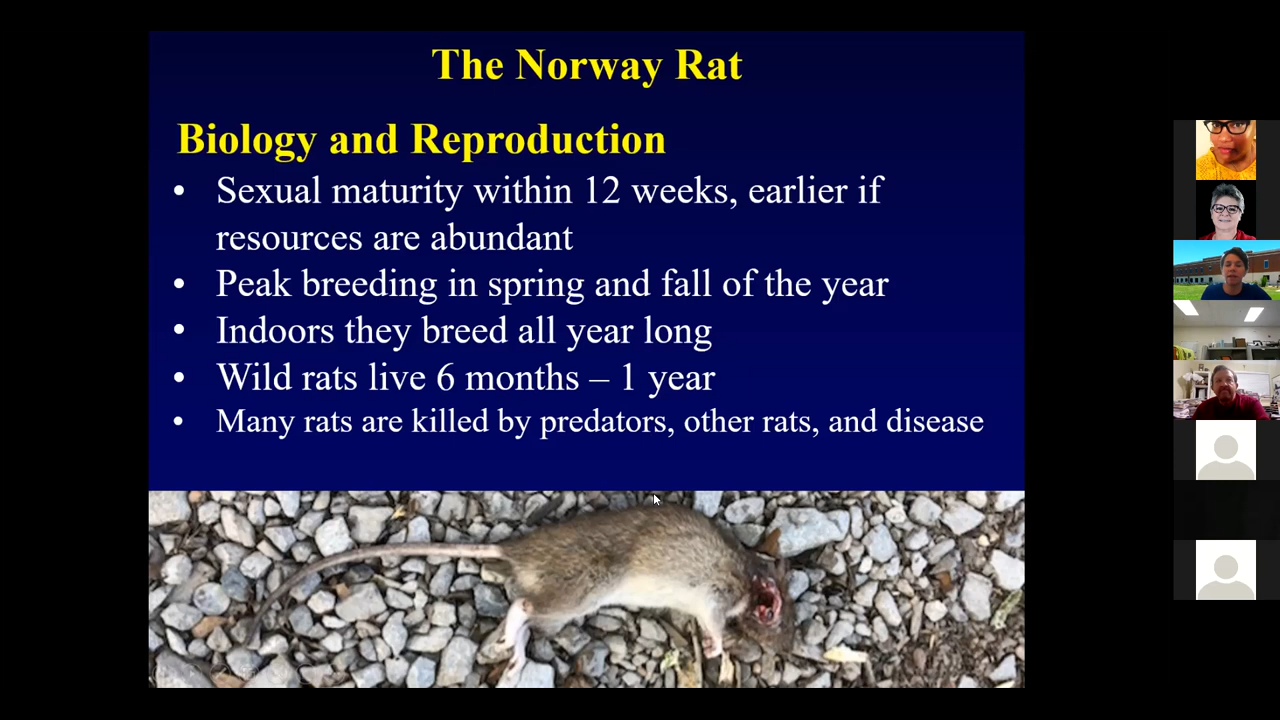 The Norway Rat
Biology and Reproduction
• Sexual maturity within 12 weeks, earlier if
resources are abundant
• Peak breeding in spring and fall of the year
• Indoors they breed all year long
• Wild rats live 6 months – 1 year
• Many rats are killed by predators, other rats, and disease